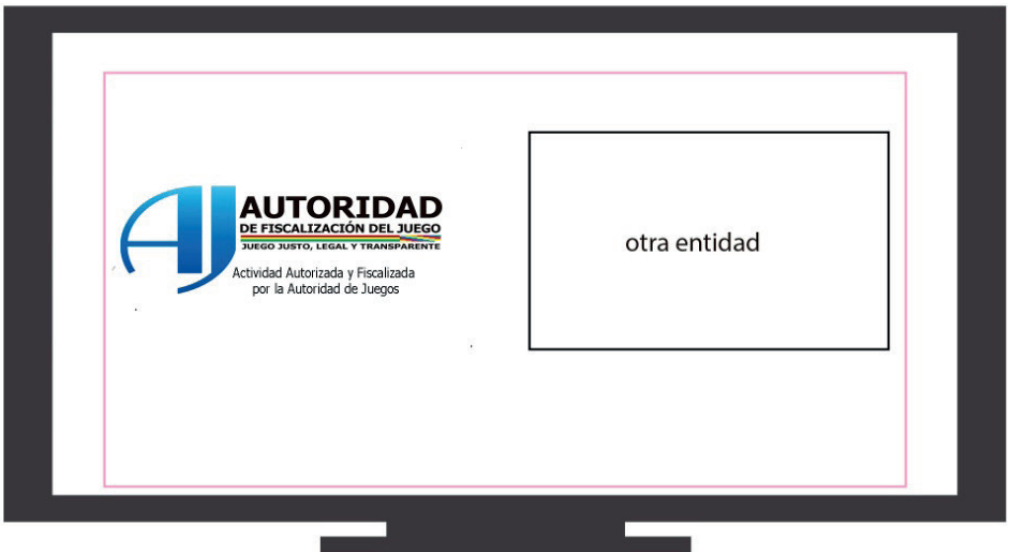 AJ AUTORIDAD
DE FISCALIZACIÓN DEL JUEGO
JUEGO JUSTO, LEGAL Y TRANSPARENTE
Actividad Autorizada y Fiscalizada
por la Autoridad de Juegos
otra entidad